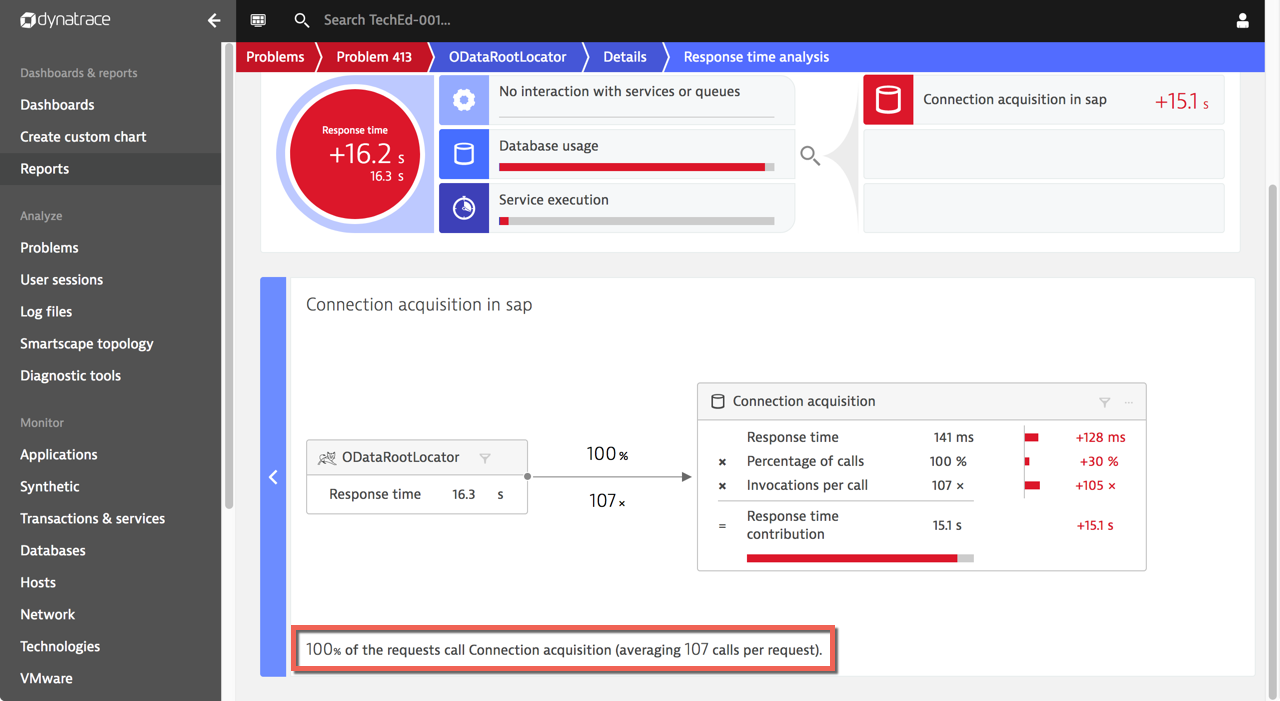 dynatrace
Search TechEd-001...
Problems
Problem 413
ODataRootLocator
Details
Response time analysis
Dashboards & reports
Dashboards
Create custom chart
Reports
Analyze
Problems
User sessions
Log files
Smartscape topology
Diagnostic tools
Monitor
Applications
Synthetic
Transactions & services
Databases
Hosts
Network
Technologies
VMware
Response time
+16.2 s
16.3 s
No interaction with services or queues
Database usage
Service execution
Connection acquisition in sap
+15.1 s
Connection acquisition in sap
ODataRootLocator
Response time 16.3 s
100 %
107 ×
Connection acquisition
...
Response time 141 ms +128 ms
× Percentage of calls 100 % +30 %
× Invocations per call 107 × +105 ×
= Response time contribution 15.1 s +15.1 s
100% of the requests call Connection acquisition (averaging 107 calls per request).